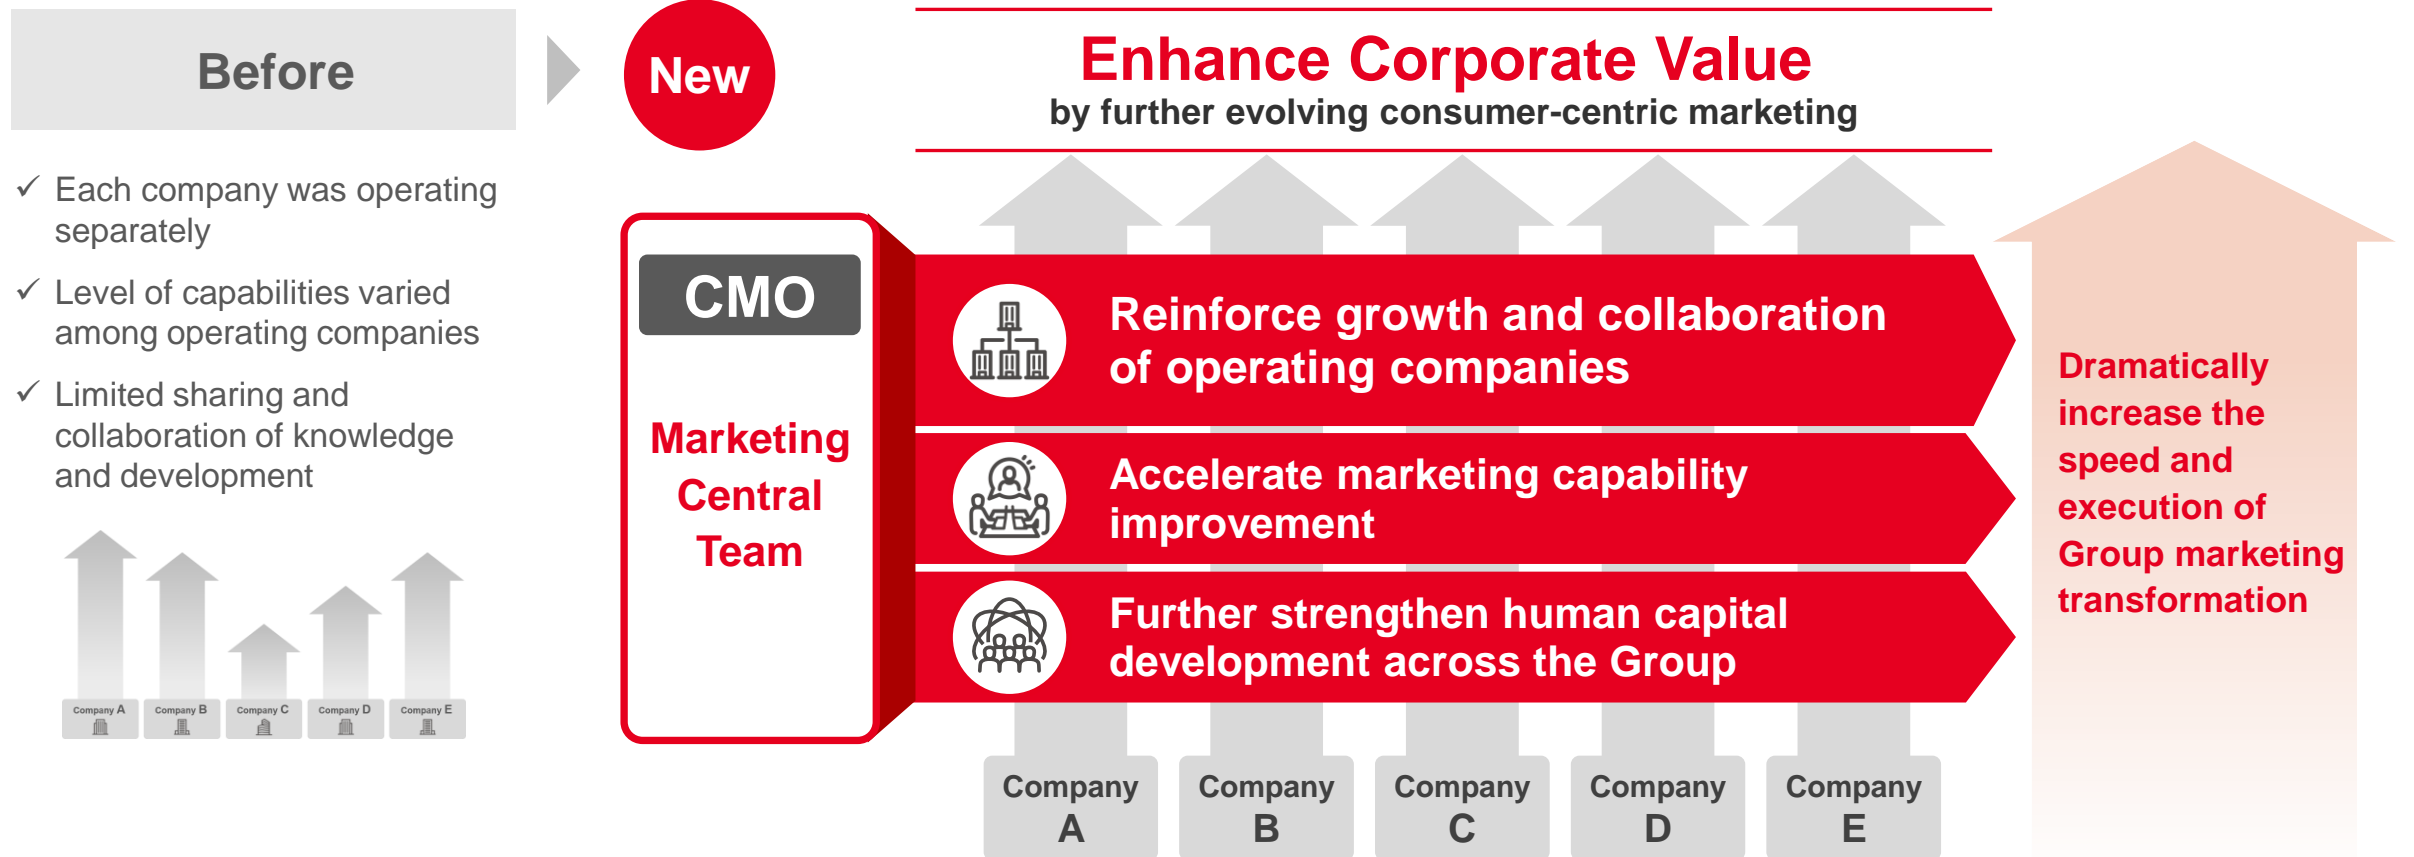 Before
✓ Each company was operating
separately
✓ Level of capabilities varied
among operating companies
✓ Limited sharing and
collaboration of knowledge
and development
Company A
Company B
Company C
Company D
Company E
New
Enhance Corporate Value
by further evolving consumer-centric marketing
CMO
Marketing
Central
Team
Reinforce growth and collaboration
of operating companies
Accelerate marketing capability
improvement
Further strengthen human capital
development across the Group
Company
A
Company
B
Company
C
Company
D
Company
E
Dramatically
increase the
speed and
execution of
Group marketing
transformation